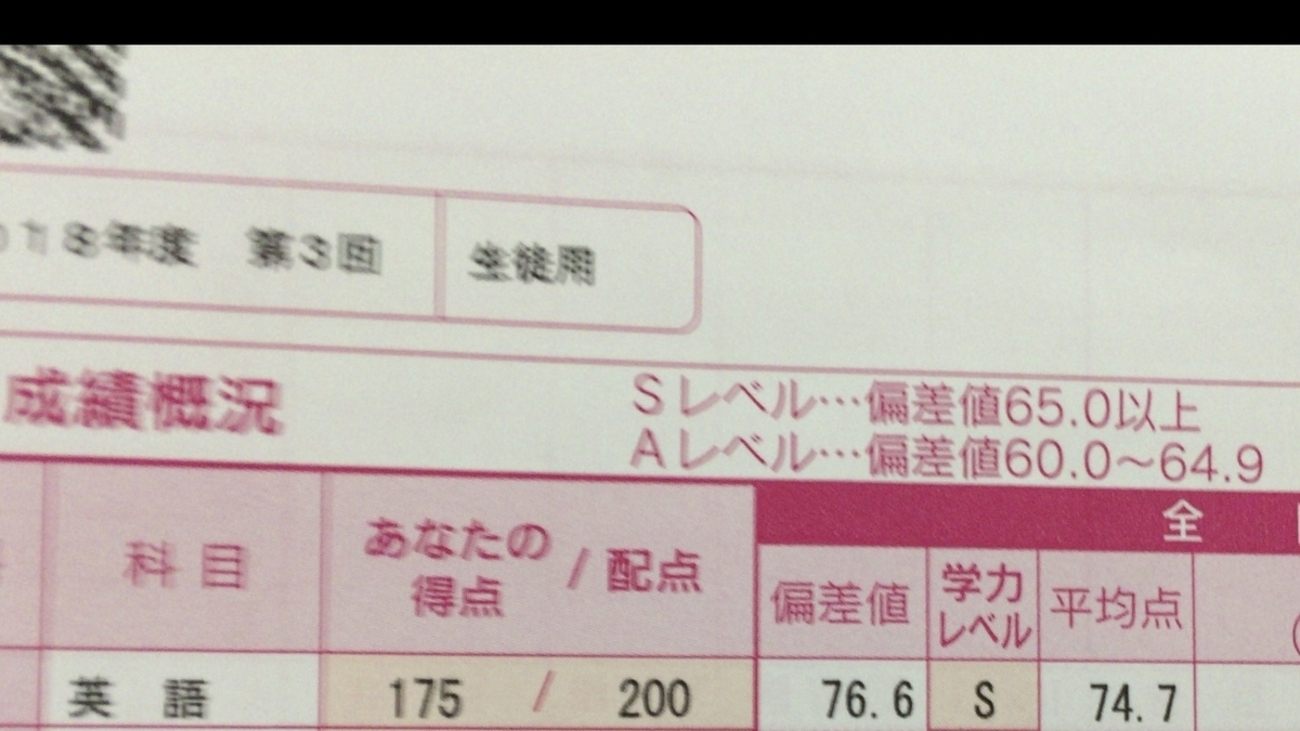 18年度 第3回 生徒用
成績概況
Sレベル…偏差値65.0以上
Aレベル…偏差値60.0～64.9
全
科目 あなたの得点 / 配点 偏差値 学力レベル 平均点
英語 175 / 200 76.6 S 74.7